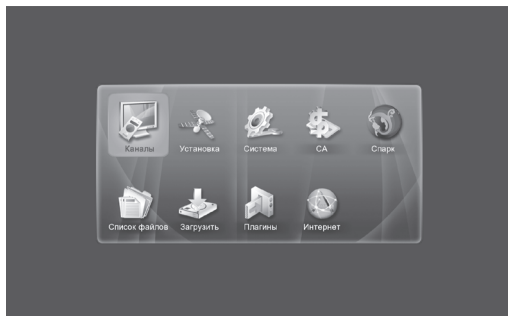 Каналы
Установка
Система
CA
Спарк
Список файлов
Загрузить
Плагины
Интернет